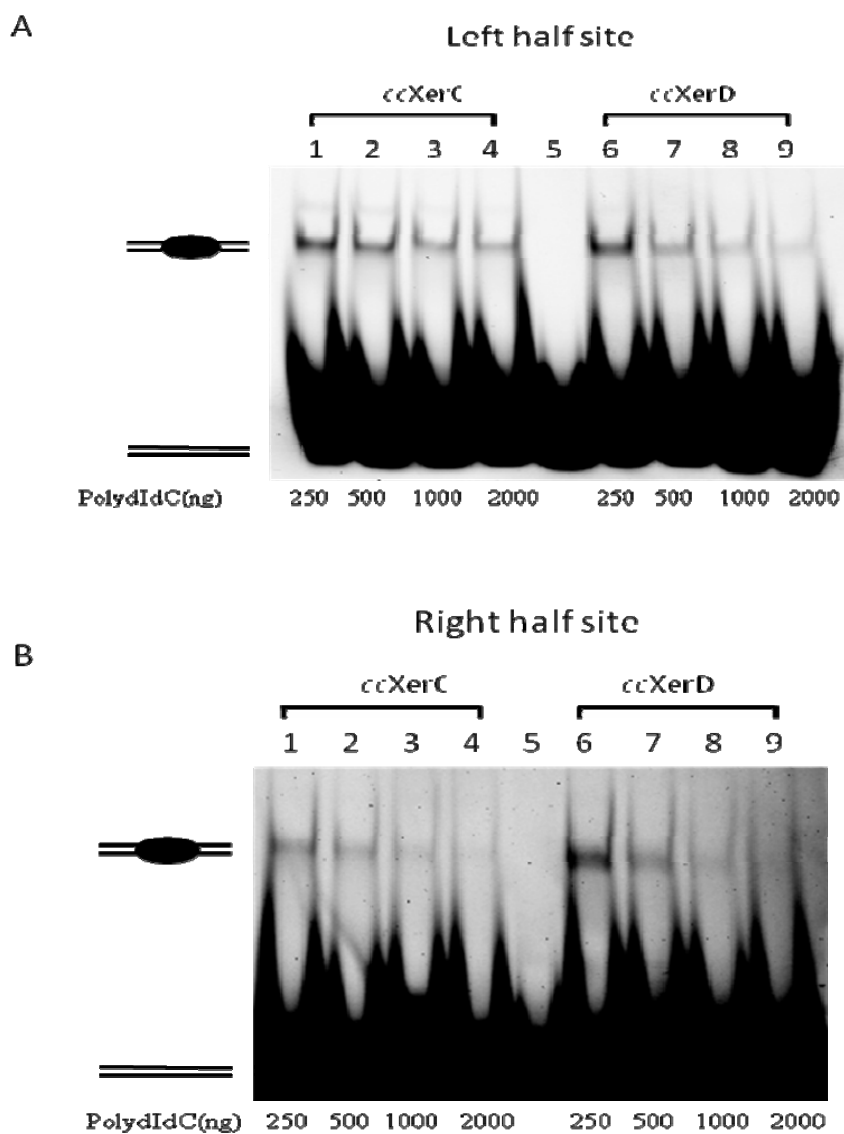 A
Left half site
ccXerC ccXerD
1 2 3 4 5 6 7 8 9
PolydIdC(ng) 250 500 1000 2000 250 500 1000 2000
Right half site
B
ccXerC ccXerD
1 2 3 4 5 6 7 8 9
PolydIdC(ng) 250 500 1000 2000 250 500 1000 2000